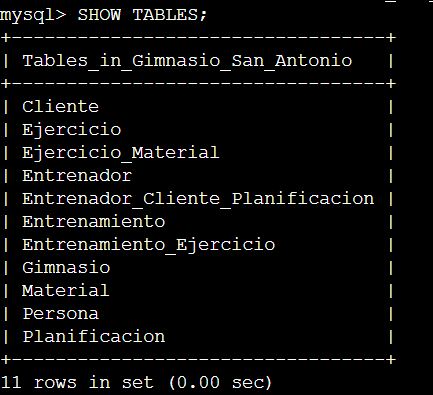 mysql> SHOW TABLES;
+----------------------------------+
| Tables_in_Gimnasio_San_Antonio   |
+----------------------------------+
| Cliente                          |
| Ejercicio                        |
| Ejercicio_Material               |
| Entrenador                       |
| Entrenador_Cliente_Planificacion |
| Entrenamiento                    |
| Entrenamiento_Ejercicio          |
| Gimnasio                         |
| Material                         |
| Persona                          |
| Planificacion                    |
+----------------------------------+
11 rows in set (0.00 sec)